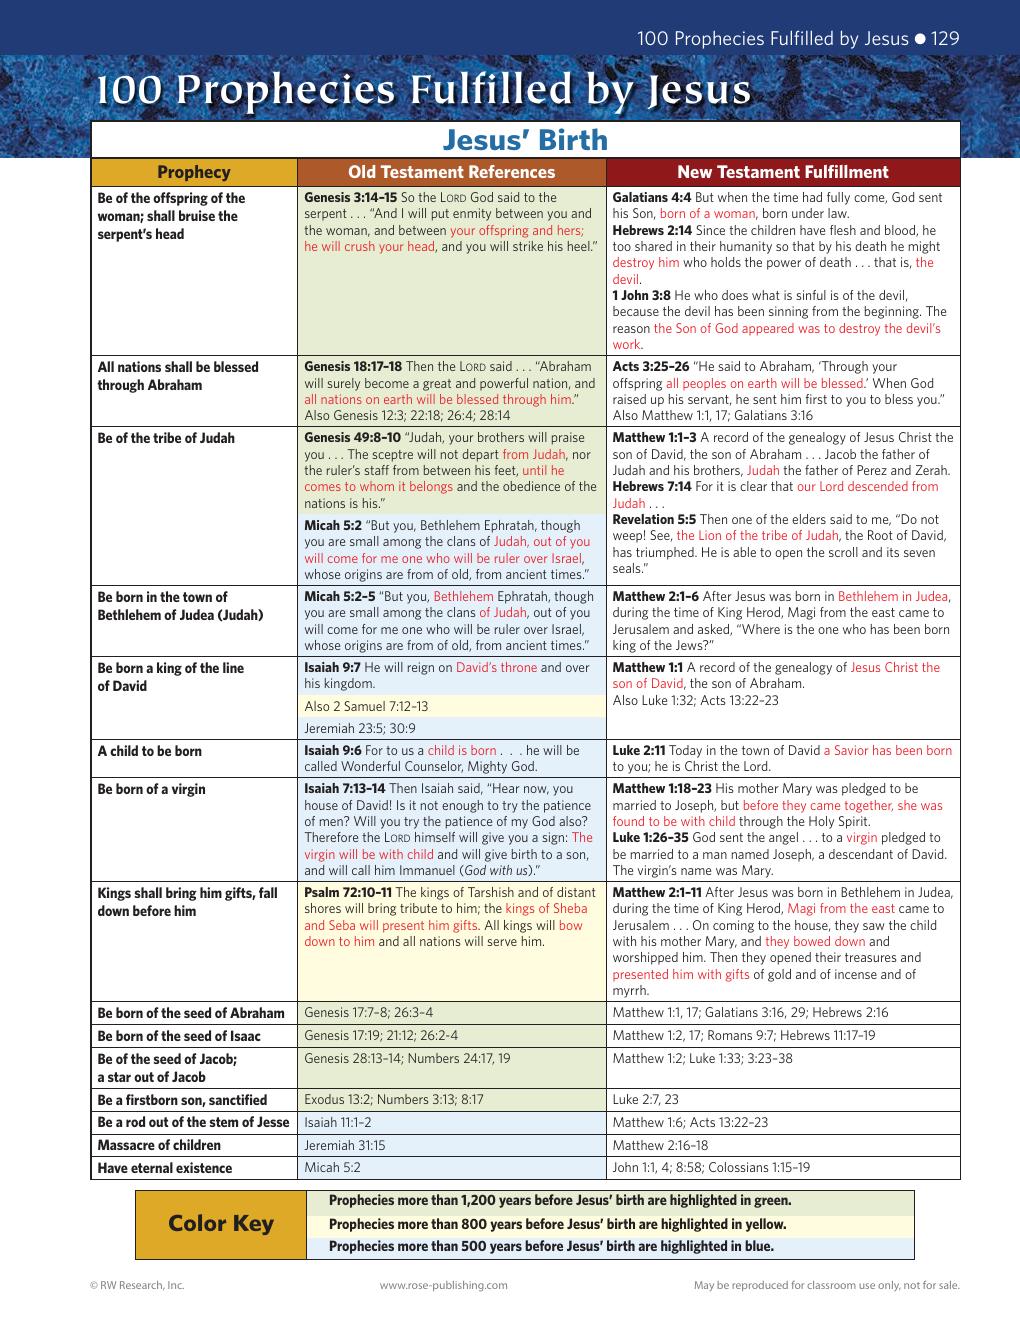 100 Prophecies Fulfilled by Jesus ● 129
100 Prophecies Fulfilled by Jesus
Jesus’ Birth
Prophecy
Old Testament References
New Testament Fulfillment
Be of the offspring of the
woman; shall bruise the
serpent’s head
Genesis 3:14–15 So the LORD God said to the
serpent . . . “And I will put enmity between you and
the woman, and between your offspring and hers;
he will crush your head, and you will strike his heel.”
Galatians 4:4 But when the time had fully come, God sent
his Son, born of a woman, born under law.
Hebrews 2:14 Since the children have flesh and blood, he
too shared in their humanity so that by his death he might
destroy him who holds the power of death . . . that is, the
devil.
1 John 3:8 He who does what is sinful is of the devil,
because the devil has been sinning from the beginning. The
reason the Son of God appeared was to destroy the devil’s
work.
All nations shall be blessed
through Abraham
Genesis 18:17–18 Then the LORD said . . . “Abraham
will surely become a great and powerful nation, and
all nations on earth will be blessed through him.”
Also Genesis 12:3; 22:18; 26:4; 28:14
Acts 3:25–26 “He said to Abraham, ‘Through your
offspring all peoples on earth will be blessed.’ When God
raised up his servant, he sent him first to you to bless you.”
Also Matthew 1:1, 17; Galatians 3:16
Be of the tribe of Judah
Genesis 49:8–10 “Judah, your brothers will praise
you . . . The sceptre will not depart from Judah, nor
the ruler’s staff from between his feet, until he
comes to whom it belongs and the obedience of the
nations is his.”
Micah 5:2 “But you, Bethlehem Ephratah, though
you are small among the clans of Judah, out of you
will come for me one who will be ruler over Israel,
whose origins are from of old, from ancient times.”
Matthew 1:1–3 A record of the genealogy of Jesus Christ the
son of David, the son of Abraham . . . Jacob the father of
Judah and his brothers, Judah the father of Perez and Zerah.
Hebrews 7:14 For it is clear that our Lord descended from
Judah . . .
Revelation 5:5 Then one of the elders said to me, “Do not
weep! See, the Lion of the tribe of Judah, the Root of David,
has triumphed. He is able to open the scroll and its seven
seals.”
Be born in the town of
Bethlehem of Judea (Judah)
Micah 5:2–5 “But you, Bethlehem Ephratah, though
you are small among the clans of Judah, out of you
will come for me one who will be ruler over Israel,
whose origins are from of old, from ancient times.”
Matthew 2:1–6 After Jesus was born in Bethlehem in Judea,
during the time of King Herod, Magi from the east came to
Jerusalem and asked, “Where is the one who has been born
king of the Jews?”
Be born a king of the line
of David
Isaiah 9:7 He will reign on David’s throne and over
his kingdom.
Also 2 Samuel 7:12–13
Jeremiah 23:5; 30:9
Matthew 1:1 A record of the genealogy of Jesus Christ the
son of David, the son of Abraham.
Also Luke 1:32; Acts 13:22–23
A child to be born
Isaiah 9:6 For to us a child is born . . . he will be
called Wonderful Counselor, Mighty God.
Luke 2:11 Today in the town of David a Savior has been born
to you; he is Christ the Lord.
Be born of a virgin
Isaiah 7:13–14 Then Isaiah said, “Hear now, you
house of David! Is it not enough to try the patience
of men? Will you try the patience of my God also?
Therefore the LORD himself will give you a sign: The
virgin will be with child and will give birth to a son,
and will call him Immanuel (God with us).”
Matthew 1:18–23 His mother Mary was pledged to be
married to Joseph, but before they came together, she was
found to be with child through the Holy Spirit.
Luke 1:26–35 God sent the angel . . . to a virgin pledged to
be married to a man named Joseph, a descendant of David.
The virgin’s name was Mary.
Kings shall bring him gifts, fall
down before him
Psalm 72:10–11 The kings of Tarshish and of distant
shores will bring tribute to him; the kings of Sheba
and Seba will present him gifts. All kings will bow
down to him and all nations will serve him.
Matthew 2:1–11 After Jesus was born in Bethlehem in Judea,
during the time of King Herod, Magi from the east came to
Jerusalem . . . On coming to the house, they saw the child
with his mother Mary, and they bowed down and
worshipped him. Then they opened their treasures and
presented him with gifts of gold and of incense and of
myrrh.
Be born of the seed of Abraham
Genesis 17:7–8; 26:3–4
Matthew 1:1, 17; Galatians 3:16, 29; Hebrews 2:16
Be born of the seed of Isaac
Genesis 17:19; 21:12; 26:2-4
Matthew 1:2, 17; Romans 9:7; Hebrews 11:17–19
Be of the seed of Jacob;
a star out of Jacob
Genesis 28:13–14; Numbers 24:17, 19
Matthew 1:2; Luke 1:33; 3:23–38
Be a firstborn son, sanctified
Exodus 13:2; Numbers 3:13; 8:17
Luke 2:7, 23
Be a rod out of the stem of Jesse
Isaiah 11:1–2
Matthew 1:6; Acts 13:22–23
Massacre of children
Jeremiah 31:15
Matthew 2:16–18
Have eternal existence
Micah 5:2
John 1:1, 4; 8:58; Colossians 1:15–19
Color Key
Prophecies more than 1,200 years before Jesus’ birth are highlighted in green.
Prophecies more than 800 years before Jesus’ birth are highlighted in yellow.
Prophecies more than 500 years before Jesus’ birth are highlighted in blue.
© RW Research, Inc.
www.rose-publishing.com
May be reproduced for classroom use only, not for sale.